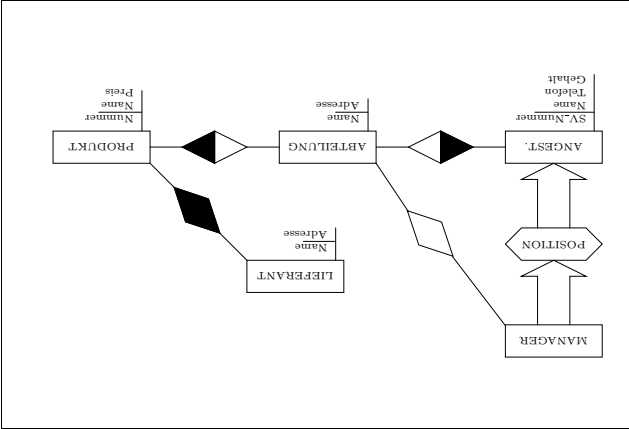 MANAGER
POSITION
LIEFERANT
Name
Adresse
ANGEST.
SV-Nummer
Name
Telefon
Gehalt
ABTEILUNG
Name
Adresse
PRODUKT
Nummer
Name
Preis